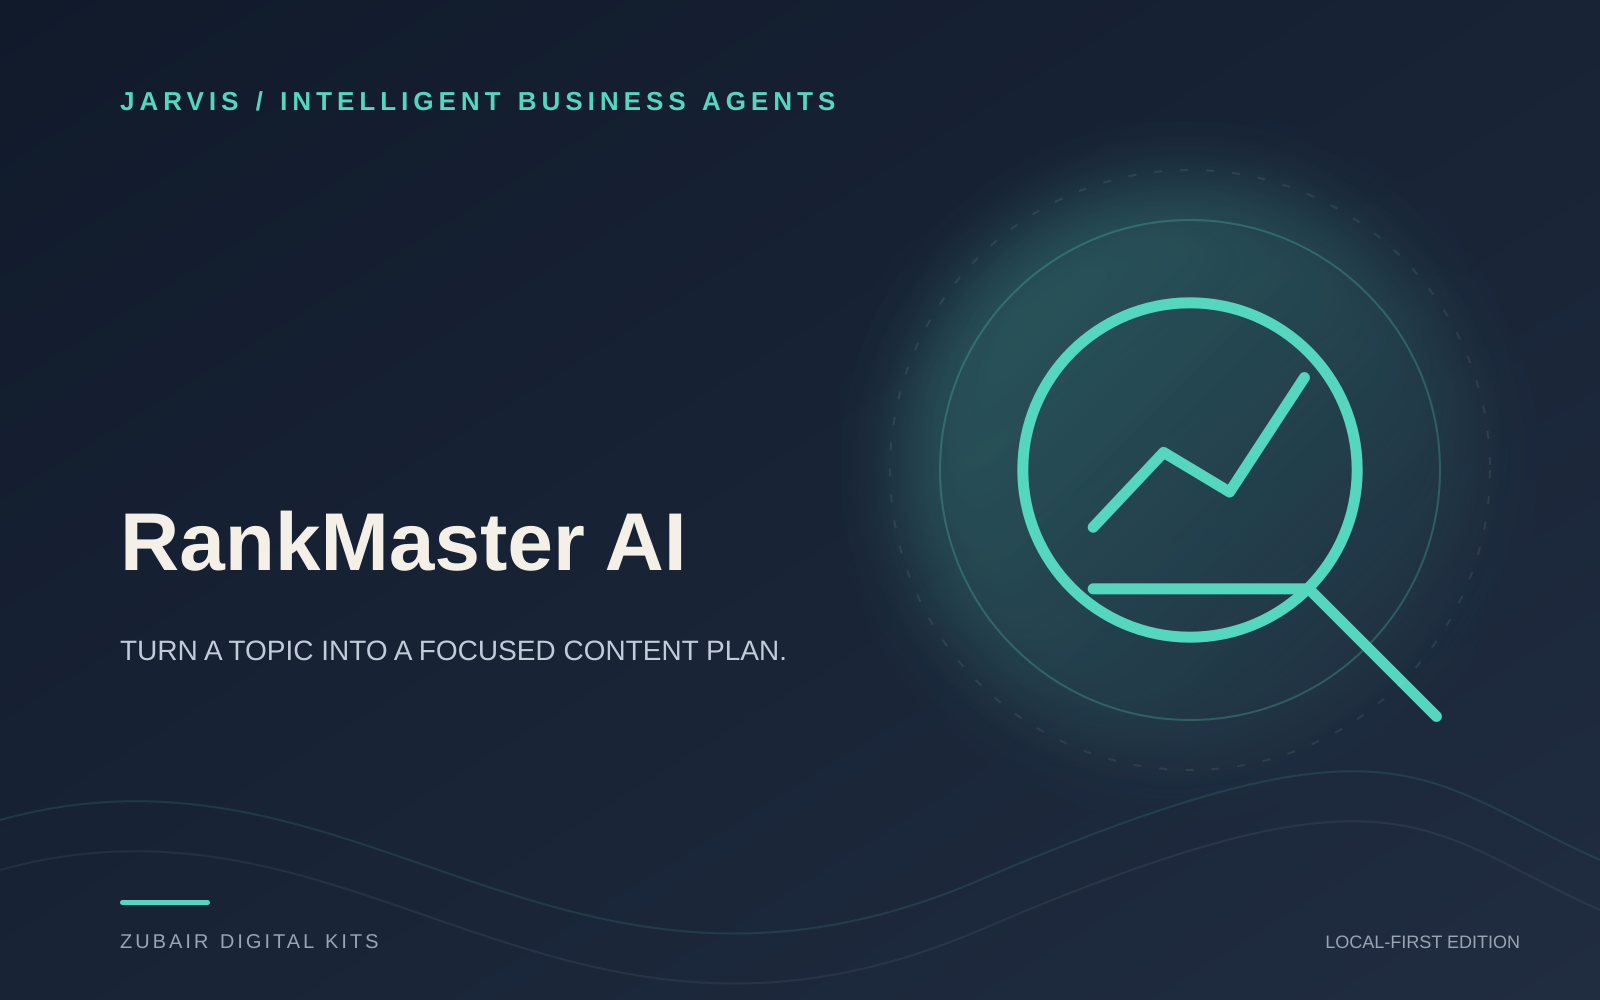 JARVIS / INTELLIGENT BUSINESS AGENTS
RankMaster AI
TURN A TOPIC INTO A FOCUSED CONTENT PLAN.
ZUBAIR DIGITAL KITS
LOCAL-FIRST EDITION